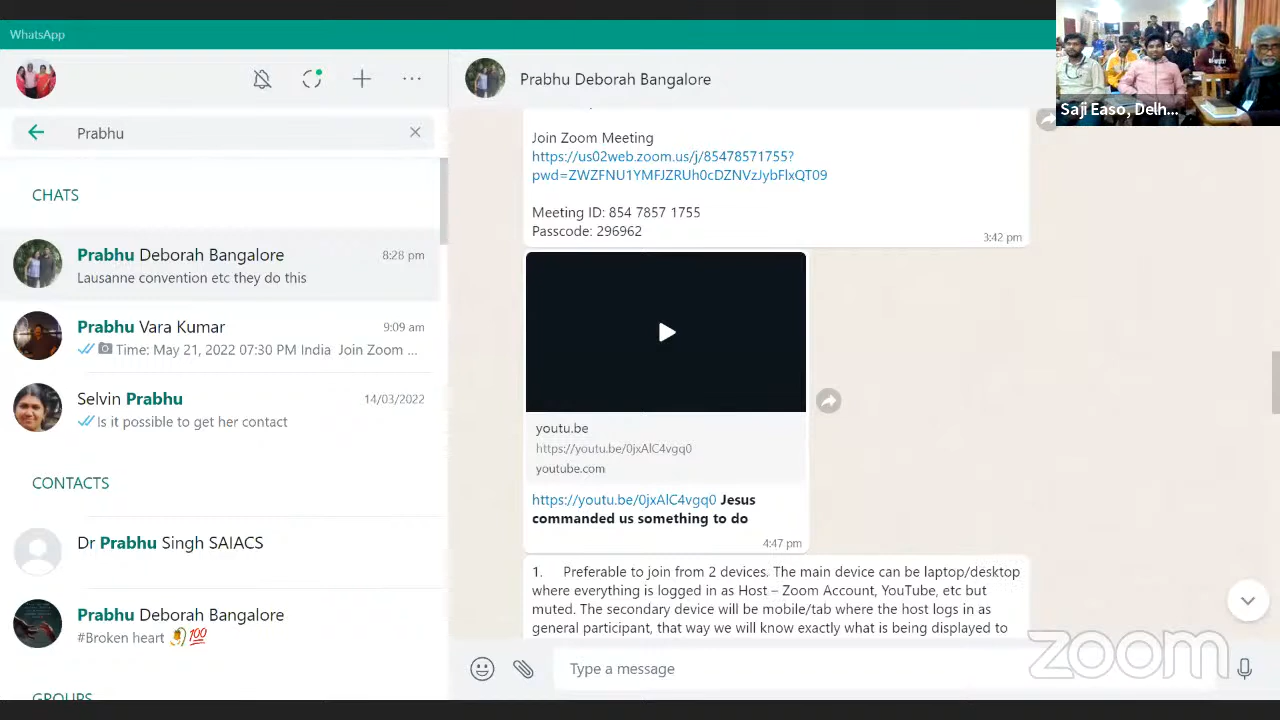 WhatsApp
Prabhu
CHATS
Prabhu Deborah Bangalore
8:28 pm
Lausanne convention etc they do this
Prabhu Vara Kumar
9:09 am
Time: May 21, 2022 07:30 PM India Join Zoom ...
Selvin Prabhu
14/03/2022
Is it possible to get her contact
CONTACTS
Dr Prabhu Singh SAIACS
Prabhu Deborah Bangalore
#Broken heart 💯
GROUPS
Prabhu Deborah Bangalore
Join Zoom Meeting
https://us02web.zoom.us/j/85478571755?
pwd=ZWZFNU1YMFJZRUh0cDZNVzJybFlxQT09
Meeting ID: 854 7857 1755
Passcode: 296962
3:42 pm
youtu.be
https://youtu.be/0jxAlC4vgq0
youtube.com
https://youtu.be/0jxAlC4vgq0 Jesus
commanded us something to do
4:47 pm
1. Preferable to join from 2 devices. The main device can be laptop/desktop
where everything is logged in as Host – Zoom Account, YouTube, etc but
muted. The secondary device will be mobile/tab where the host logs in as
general participant, that way we will know exactly what is being displayed to
Type a message
Saji Easo, Delh...
zoom